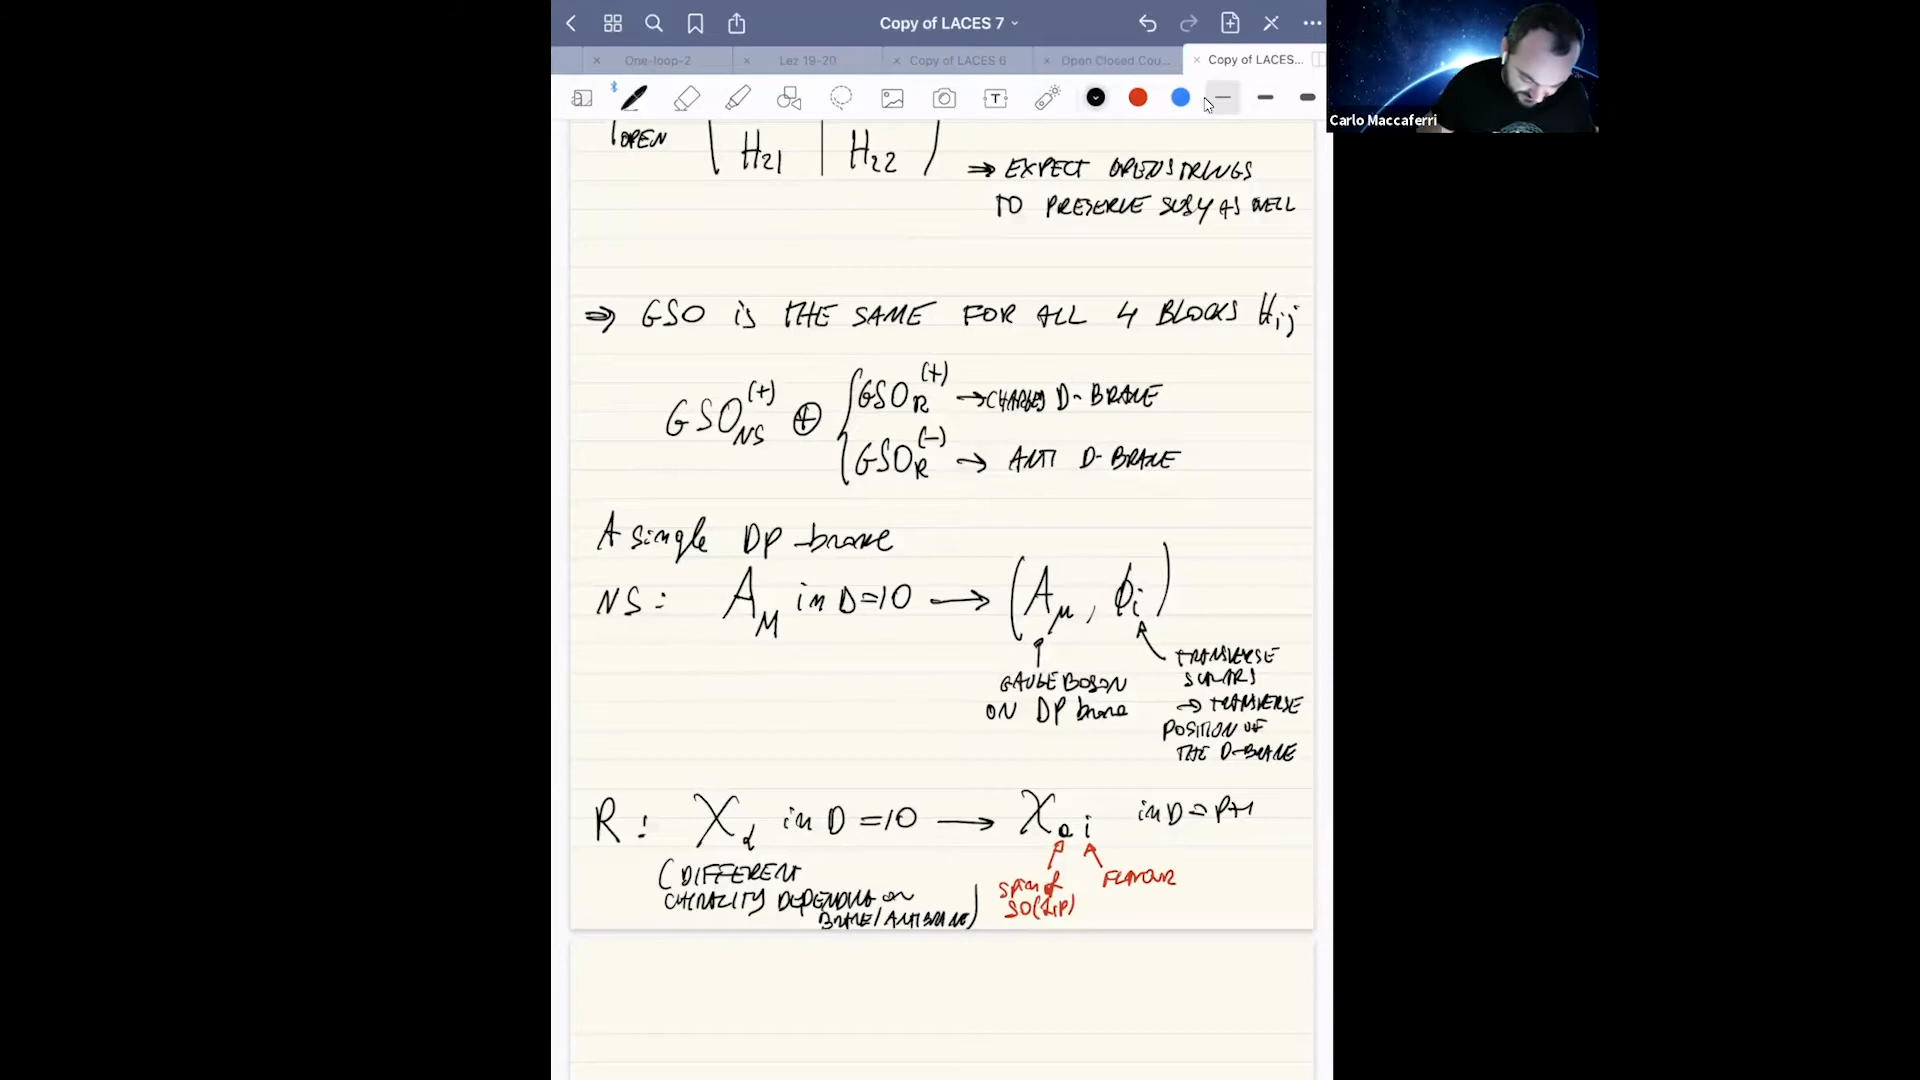 Copy of LACES 7
One-loop-2
Lez 19-20
Copy of LACES 6
Open Closed Cou...
Copy of LACES...
Carlo Maccaferri
OPEN ( H21 | H22 )
⇒ EXPECT OPEN STRINGS
TO PRESERVE SUSY AS WELL
⇒ GSO is THE SAME FOR ALL 4 BLOCKS Hij
GSO NS (+) ⊕ { GSO R (+) → CHARGED D-BRANE
GSO R (-) → ANTI D-BRANE
A single DP-brane
NS: A M in D=10 → (Aμ, ϕi)
GAUGE BOSON
ON DP brane
TRANSVERSE
SCALARS
→ TRANSVERSE
POSITION OF
THE D-BRANE
R: χα in D=10 → χa i in D=P+1
(DIFFERENT
CHIRALITY DEPENDING on
BRANE/ANTIBRANE)
spin of
SO(1,P)
FLAVOUR